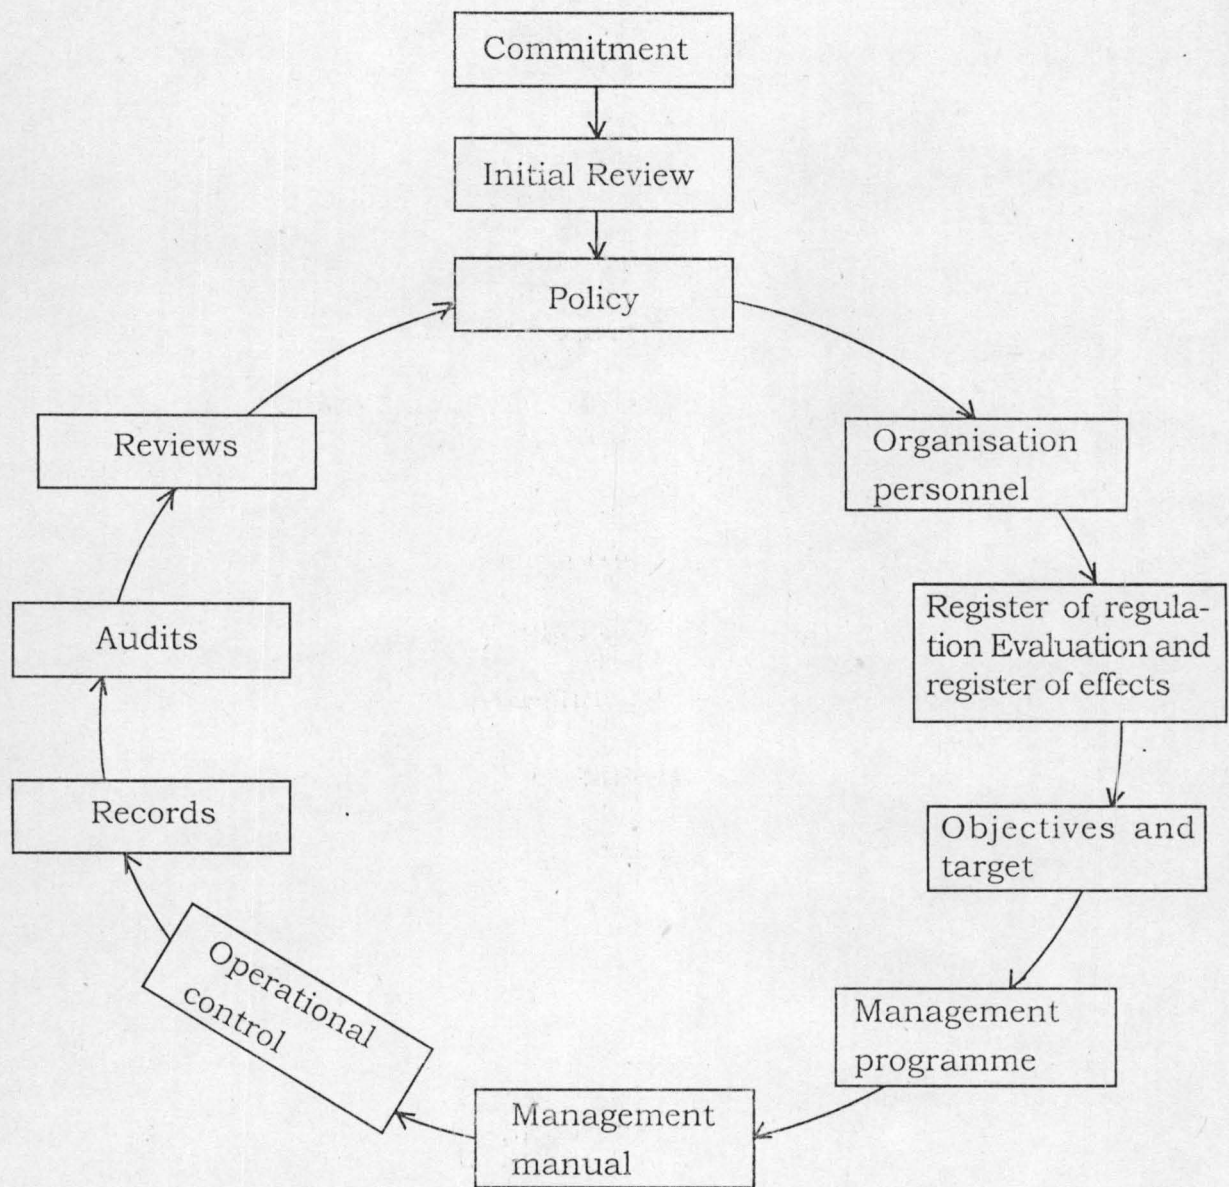 Commitment
Initial Review
Policy
Organisation
personnel
Register of regula-
tion Evaluation and
register of effects
Objectives and
target
Management
programme
Management
manual
Operational
control
Records
Audits
Reviews